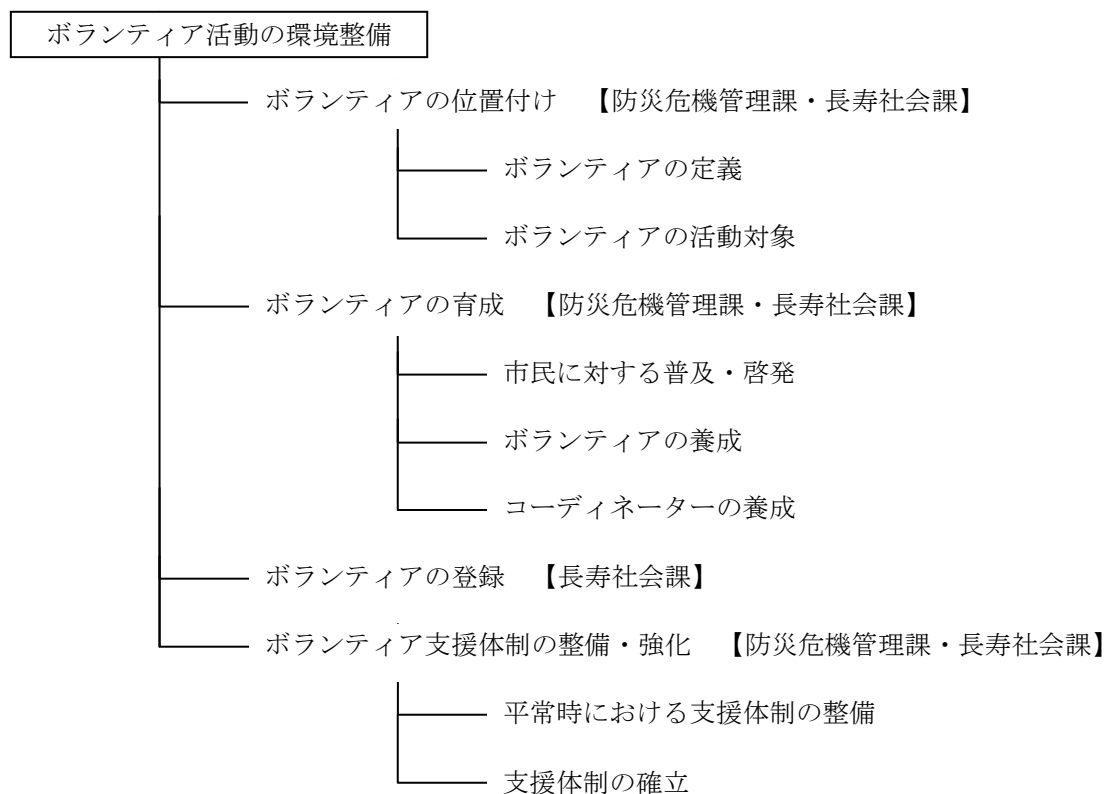 ボランティア活動の環境整備
ボランティアの位置付け　【防災危機管理課・長寿社会課】
ボランティアの定義
ボランティアの活動対象
ボランティアの育成　【防災危機管理課・長寿社会課】
市民に対する普及・啓発
ボランティアの養成
コーディネーターの養成
ボランティアの登録　【長寿社会課】
ボランティア支援体制の整備・強化　【防災危機管理課・長寿社会課】
平常時における支援体制の整備
支援体制の確立